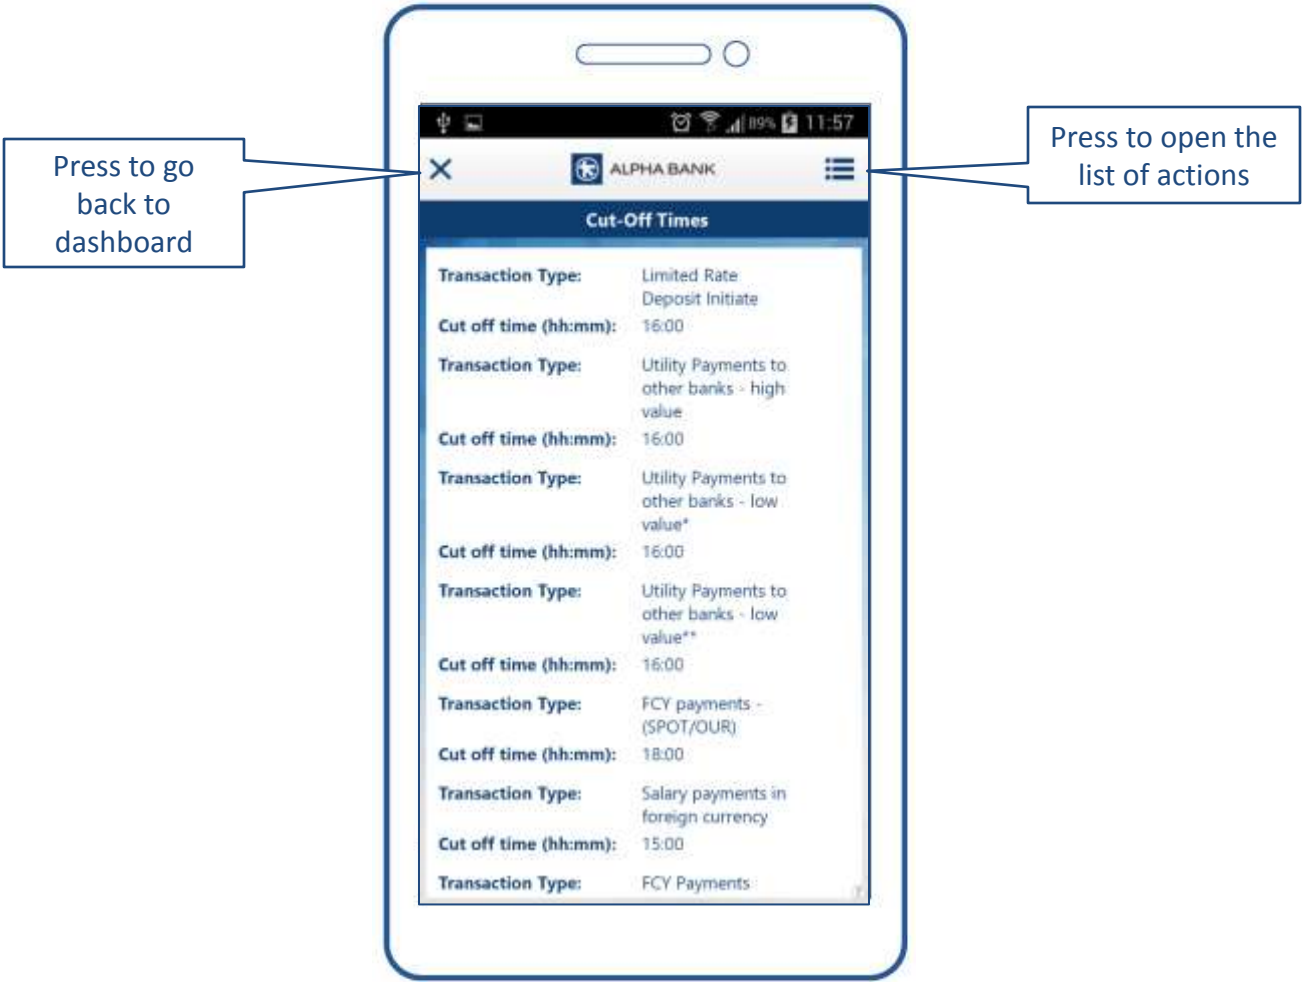 Press to go
back to
dashboard
Press to open the
list of actions
89% 11:57
ALPHA BANK
Cut-Off Times
Transaction Type: Limited Rate
Deposit Initiate
Cut off time (hh:mm): 16:00
Transaction Type: Utility Payments to
other banks - high
value
Cut off time (hh:mm): 16:00
Transaction Type: Utility Payments to
other banks - low
value*
Cut off time (hh:mm): 16:00
Transaction Type: Utility Payments to
other banks - low
value**
Cut off time (hh:mm): 16:00
Transaction Type: FCY payments -
(SPOT/OUR)
Cut off time (hh:mm): 18:00
Transaction Type: Salary payments in
foreign currency
Cut off time (hh:mm): 15:00
Transaction Type: FCY Payments